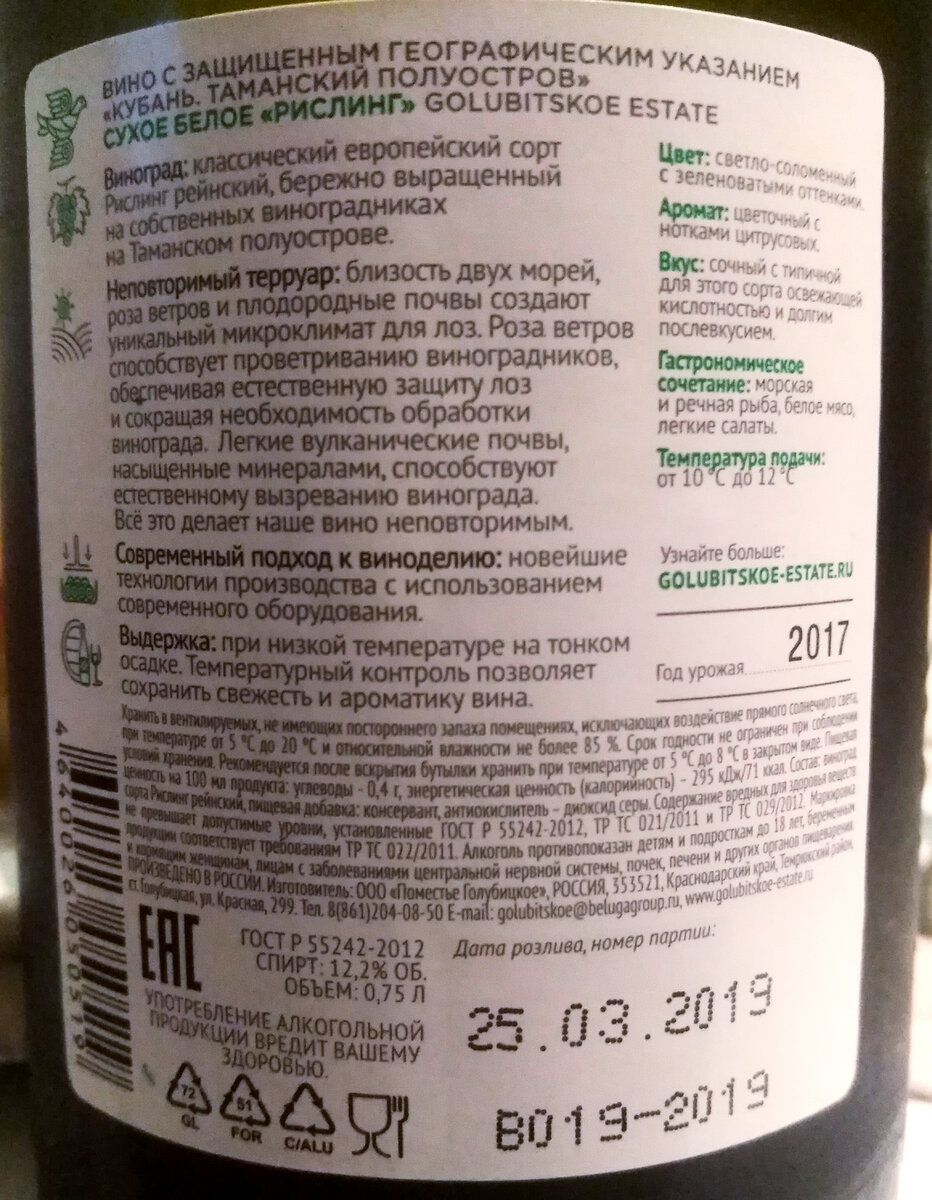 ВИНО С ЗАЩИЩЕННЫМ ГЕОГРАФИЧЕСКИМ УКАЗАНИЕМ
«КУБАНЬ. ТАМАНСКИЙ ПОЛУОСТРОВ»
СУХОЕ БЕЛОЕ «РИСЛИНГ» GOLUBITSKOE ESTATE
Виноград: классический европейский сорт
Рислинг рейнский, бережно выращенный
на собственных виноградниках
на Таманском полуострове.
Неповторимый терруар: близость двух морей,
роза ветров и плодородные почвы создают
уникальный микроклимат для лоз. Роза ветров
способствует проветриванию виноградников,
обеспечивая естественную защиту лоз
и сокращая необходимость обработки
винограда. Легкие вулканические почвы,
насыщенные минералами, способствуют
естественному вызреванию винограда.
Всё это делает наше вино неповторимым.
Современный подход к виноделию: новейшие
технологии производства с использованием
современного оборудования.
Выдержка: при низкой температуре на тонком
осадке. Температурный контроль позволяет
сохранить свежесть и ароматику вина.
Цвет: светло-соломенный
с зеленоватыми оттенками.
Аромат: цветочный с
нотками цитрусовых.
Вкус: сочный с типичной
для этого сорта освежающей
кислотностью и долгим
послевкусием.
Гастрономическое
сочетание: морская
и речная рыба, белое мясо,
легкие салаты.
Температура подачи:
от 10 °С до 12 °С
Узнайте больше:
GOLUBITSKOE-ESTATE.RU
Год урожая 2017
Хранить в вентилируемых, не имеющих постороннего запаха помещениях, исключающих воздействие прямого солнечного света,
при температуре от 5 °С до 20 °С и относительной влажности не более 85 %. Срок годности не ограничен при соблюдении
условий хранения. Рекомендуется после вскрытия бутылки хранить при температуре от 5 °С до 8 °С в закрытом виде. Пищевая
ценность на 100 мл продукта: углеводы - 0,4 г, энергетическая ценность (калорийность) – 295 кДж/71 ккал. Состав: виноград
сорта Рислинг рейнский, пищевая добавка: консервант, антиокислитель – диоксид серы. Содержание вредных для здоровья веществ
не превышает допустимые уровни, установленные ГОСТ Р 55242-2012, ТР ТС 021/2011 и ТР ТС 029/2012. Маркировка
продукции соответствует требованиям ТР ТС 022/2011. Алкоголь противопоказан детям и подросткам до 18 лет, беременным
и кормящим женщинам, лицам с заболеваниями центральной нервной системы, почек, печени и других органов пищеварения.
ПРОИЗВЕДЕНО В РОССИИ. Изготовитель: ООО «Поместье Голубицкое», РОССИЯ, 353521, Краснодарский край, Темрюкский район,
ст. Голубицкая, ул. Красная, 299. Тел. 8(861)204-08-50 E-mail: golubitskoe@belugagroup.ru, www.golubitskoe-estate.ru
4640026050519
ЕАС
ГОСТ Р 55242-2012
СПИРТ: 12,2% ОБ.
ОБЪЕМ: 0,75 Л
УПОТРЕБЛЕНИЕ АЛКОГОЛЬНОЙ
ПРОДУКЦИИ ВРЕДИТ ВАШЕМУ
ЗДОРОВЬЮ.
Дата розлива, номер партии:
25.03.2019
В019-2019
72
GL
51
FOR
C/ALU